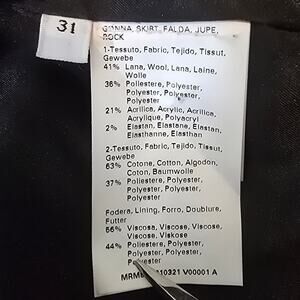 31
GONNA, SKIRT, FALDA, JUPE,
ROCK
1-Tessuto, Fabric, Tejido, Tissut,
Gewebe
41% Lana, Wool, Lana, Laine,
Wolle
36% Poliestere, Polyester,
Polyester, Polyester,
Polyester
21% Acrilica, Acrylic, Acrilica,
Acrylique, Polyacryl
2% Elastan, Elastane, Elastan,
Elasthanne, Elasthan
2-Tessuto, Fabric, Tejido, Tissut,
Gewebe
63% Cotone, Cotton, Algodon,
Coton, Baumwolle
37% Poliestere, Polyester,
Polyester, Polyester,
Polyester
Fodera, Lining, Forro, Doublure,
Futter
56% Viscosa, Viscose, Viscose,
Viscose, Viskose
44% Poliestere, Polyester,
Polyester, Polyester,
Polyester
V00001 A